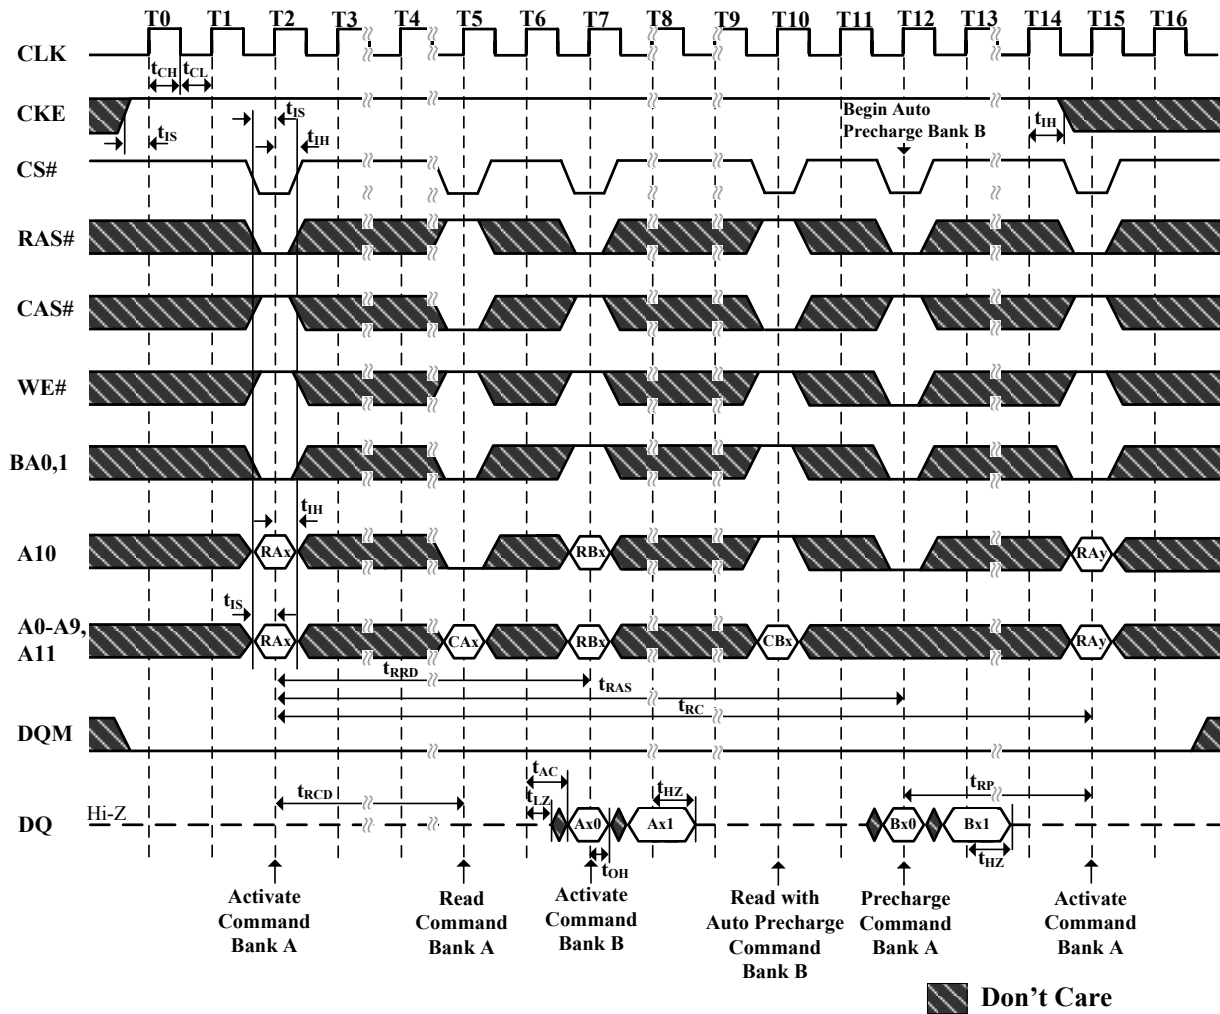 T0 T1 T2 T3 T4 T5 T6 T7 T8 T9 T10 T11 T12 T13 T14 T15 T16
CLK
tCH tCL
CKE
tIS
tIS
tIH
Begin Auto
Precharge Bank B
tIH
CS#
RAS#
CAS#
WE#
BA0,1
tIH
A10
RAx
RBx
RAy
tIS
A0-A9,
A11
RAx
CAx
RBx
CBx
RAy
tRRD
tRAS
tRC
DQM
tRCD
tAC
tLZ
tHZ
tRP
Hi-Z
DQ
Ax0
Ax1
Bx0
Bx1
tOH
tHZ
Activate
Command
Bank A
Read
Command
Bank A
Activate
Command
Bank B
Read with
Auto Precharge
Command
Bank B
Precharge
Command
Bank A
Activate
Command
Bank A
Don't Care